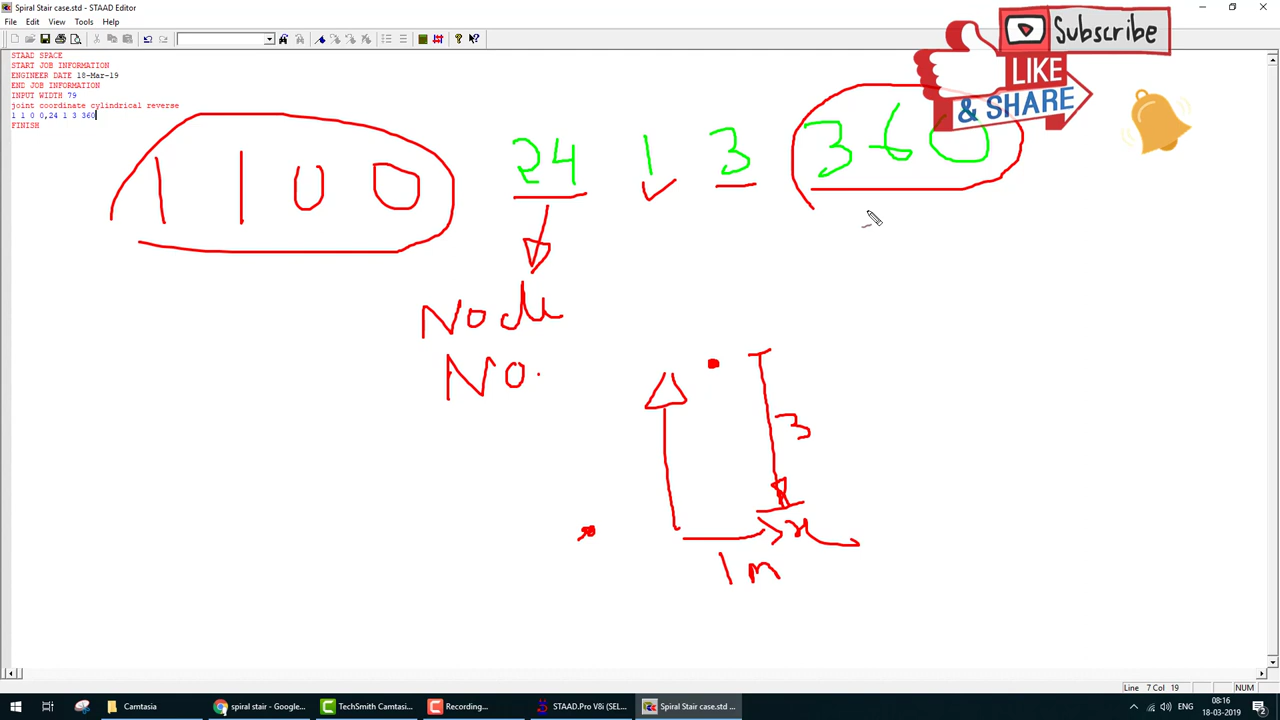 Spiral Stair case.std - STAAD Editor
File Edit View Tools Help
STAAD SPACE
START JOB INFORMATION
ENGINEER DATE 18-Mar-19
END JOB INFORMATION
INPUT WIDTH 79
joint coordinate cylindrical reverse
1 1 0 0,24 1 3 360
FINISH
Subscribe
LIKE
& SHARE
1 1 0 0 24 1 3 360
Node
No.
3
x
1 m
Line 7 Col 19 NUM
Camtasia spiral stair - Google... TechSmith Camtasi... Recording... STAAD.Pro V8i (SEL... Spiral Stair case.std -... ENG 08:16
18-03-2019